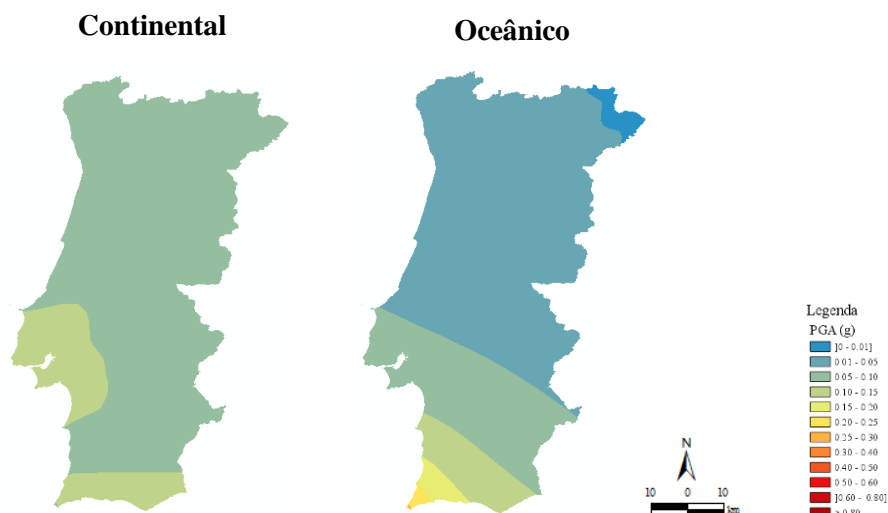 Continental
Oceânico
Legenda
PGA (g)
]0 - 0.01]
0.01 - 0.05
0.05 - 0.10
0.10 - 0.15
0.15 - 0.20
0.20 - 0.25
0.25 - 0.30
0.30 - 0.40
0.40 - 0.50
0.50 - 0.60
]0.60 - 0.80]
> 0.80
N
10 0 10
km